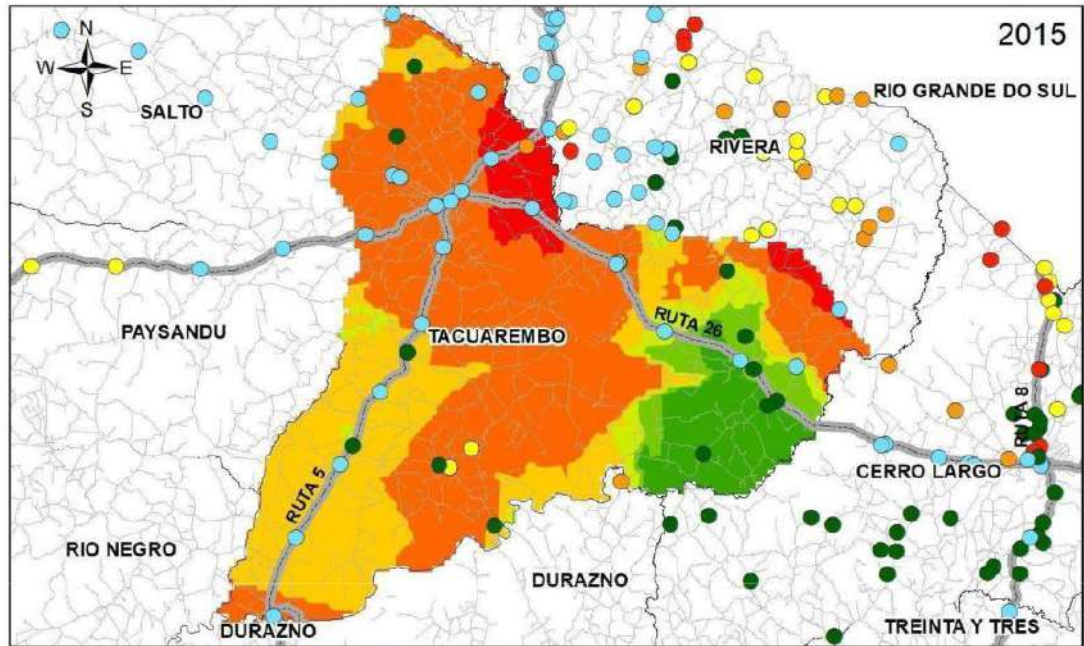 2015
N
W E
S
SALTO
RIO GRANDE DO SUL
RIVERA
PAYSANDU
TACUAREMBO
RUTA 26
RUTA 8
CERRO LARGO
RUTA 5
RIO NEGRO
DURAZNO
DURAZNO
TREINTA Y TRES